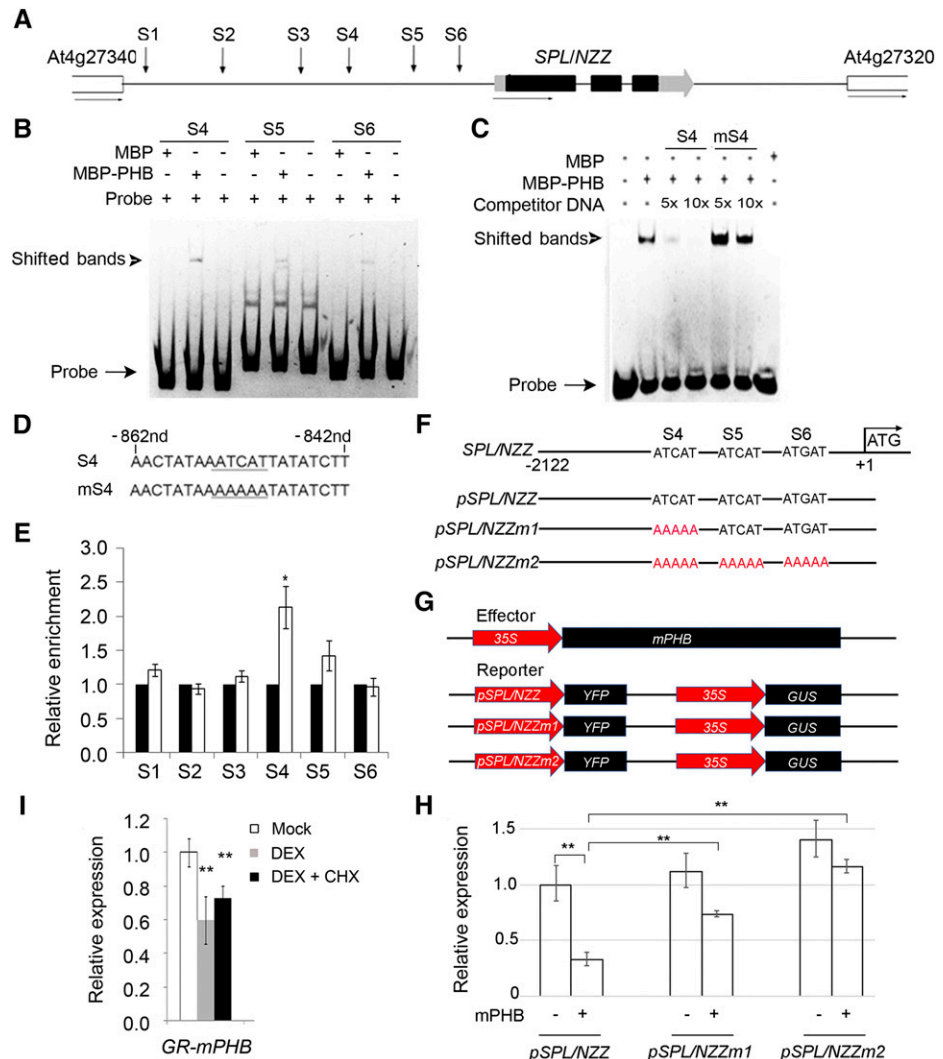 A
S1 S2 S3 S4 S5 S6
At4g27340 SPL/NZZ At4g27320
B
S4 S5 S6
MBP + - - + - - + - -
MBP-PHB - + - - + - - + -
Probe + + + + + + + + +
Shifted bands
Probe
C
S4 mS4
MBP - - - - - - +
MBP-PHB - + + + + + -
Competitor DNA - - 5x 10x 5x 10x -
Shifted bands
Probe
D
-862nd -842nd
S4 AACTATAAATCATTATATCTT
mS4 AACTATAAAAAAATATATCTT
E
Relative enrichment
3.0
2.5
2.0
1.5
1.0
0.5
0.0
*
S1 S2 S3 S4 S5 S6
F
S4 S5 S6 ATG
SPL/NZZ ATCAT ATCAT ATGAT
-2122 +1
pSPL/NZZ ATCAT ATCAT ATGAT
pSPL/NZZm1 AAAAA ATCAT ATGAT
pSPL/NZZm2 AAAAA AAAAA AAAAA
G
Effector
35S mPHB
Reporter
pSPL/NZZ YFP 35S GUS
pSPL/NZZm1 YFP 35S GUS
pSPL/NZZm2 YFP 35S GUS
I
Relative expression
1.2
1.0
0.8
0.6
0.4
0.2
0.0
** **
Mock
DEX
DEX + CHX
GR-mPHB
H
Relative expression
1.5
1.0
0.5
0
**
** **
mPHB - + - + - +
pSPL/NZZ pSPL/NZZm1 pSPL/NZZm2